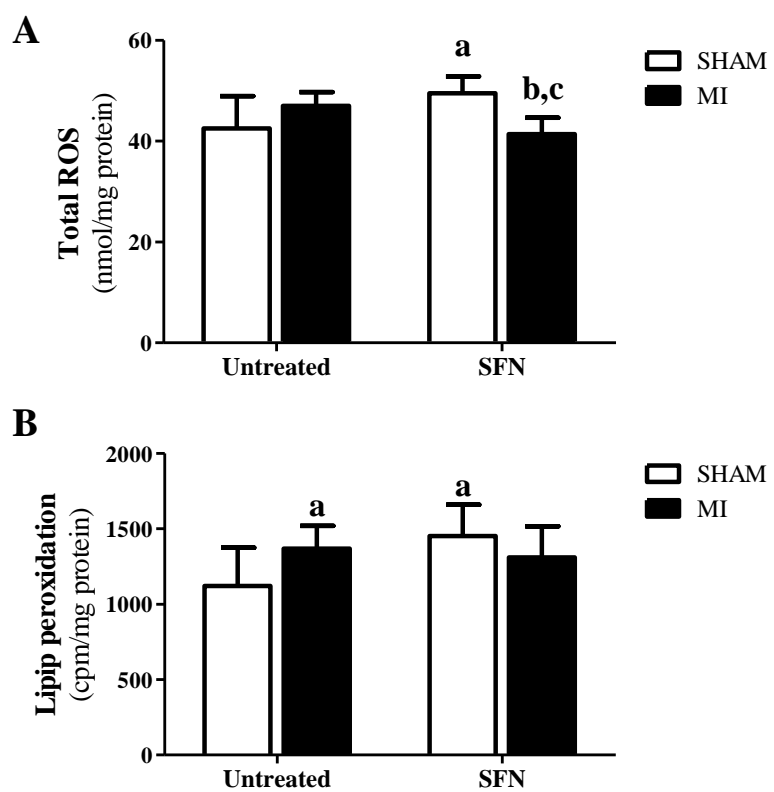 A
Total ROS
(nmol/mg protein)
60
40
20
0
a
b,c
SHAM
MI
Untreated
SFN
B
Lipip peroxidation
(cpm/mg protein)
2000
1500
1000
500
0
a
a
SHAM
MI
Untreated
SFN